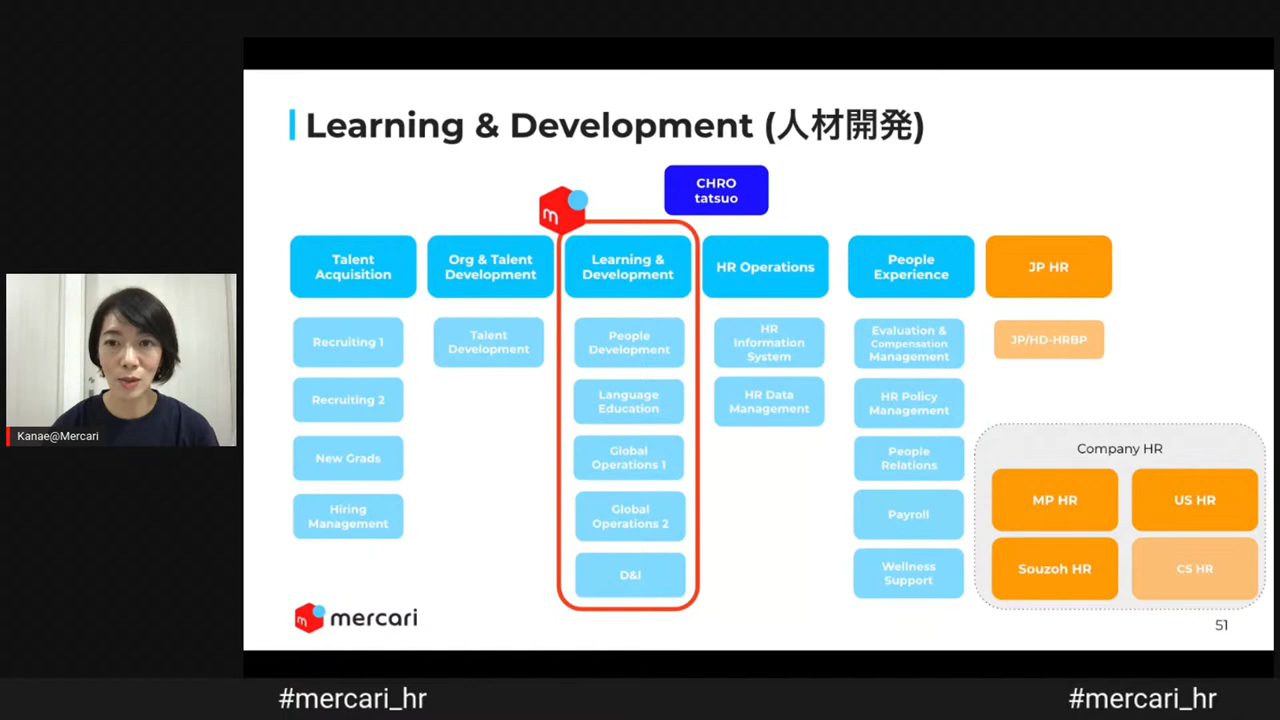 Learning & Development (人材開発)
CHRO
tatsuo
m
Talent
Acquisition
Org & Talent
Development
Learning &
Development
HR Operations
People
Experience
JP HR
Recruiting 1
Recruiting 2
New Grads
Hiring
Management
Talent
Development
People
Development
Language
Education
Global
Operations 1
Global
Operations 2
D&I
HR
Information
System
HR Data
Management
Evaluation &
Compensation
Management
HR Policy
Management
People
Relations
Payroll
Wellness
Support
JP/HD-HRBP
Company HR
MP HR
US HR
Souzoh HR
CS HR
Kanae@Mercari
m
mercari
51
#mercari_hr
#mercari_hr